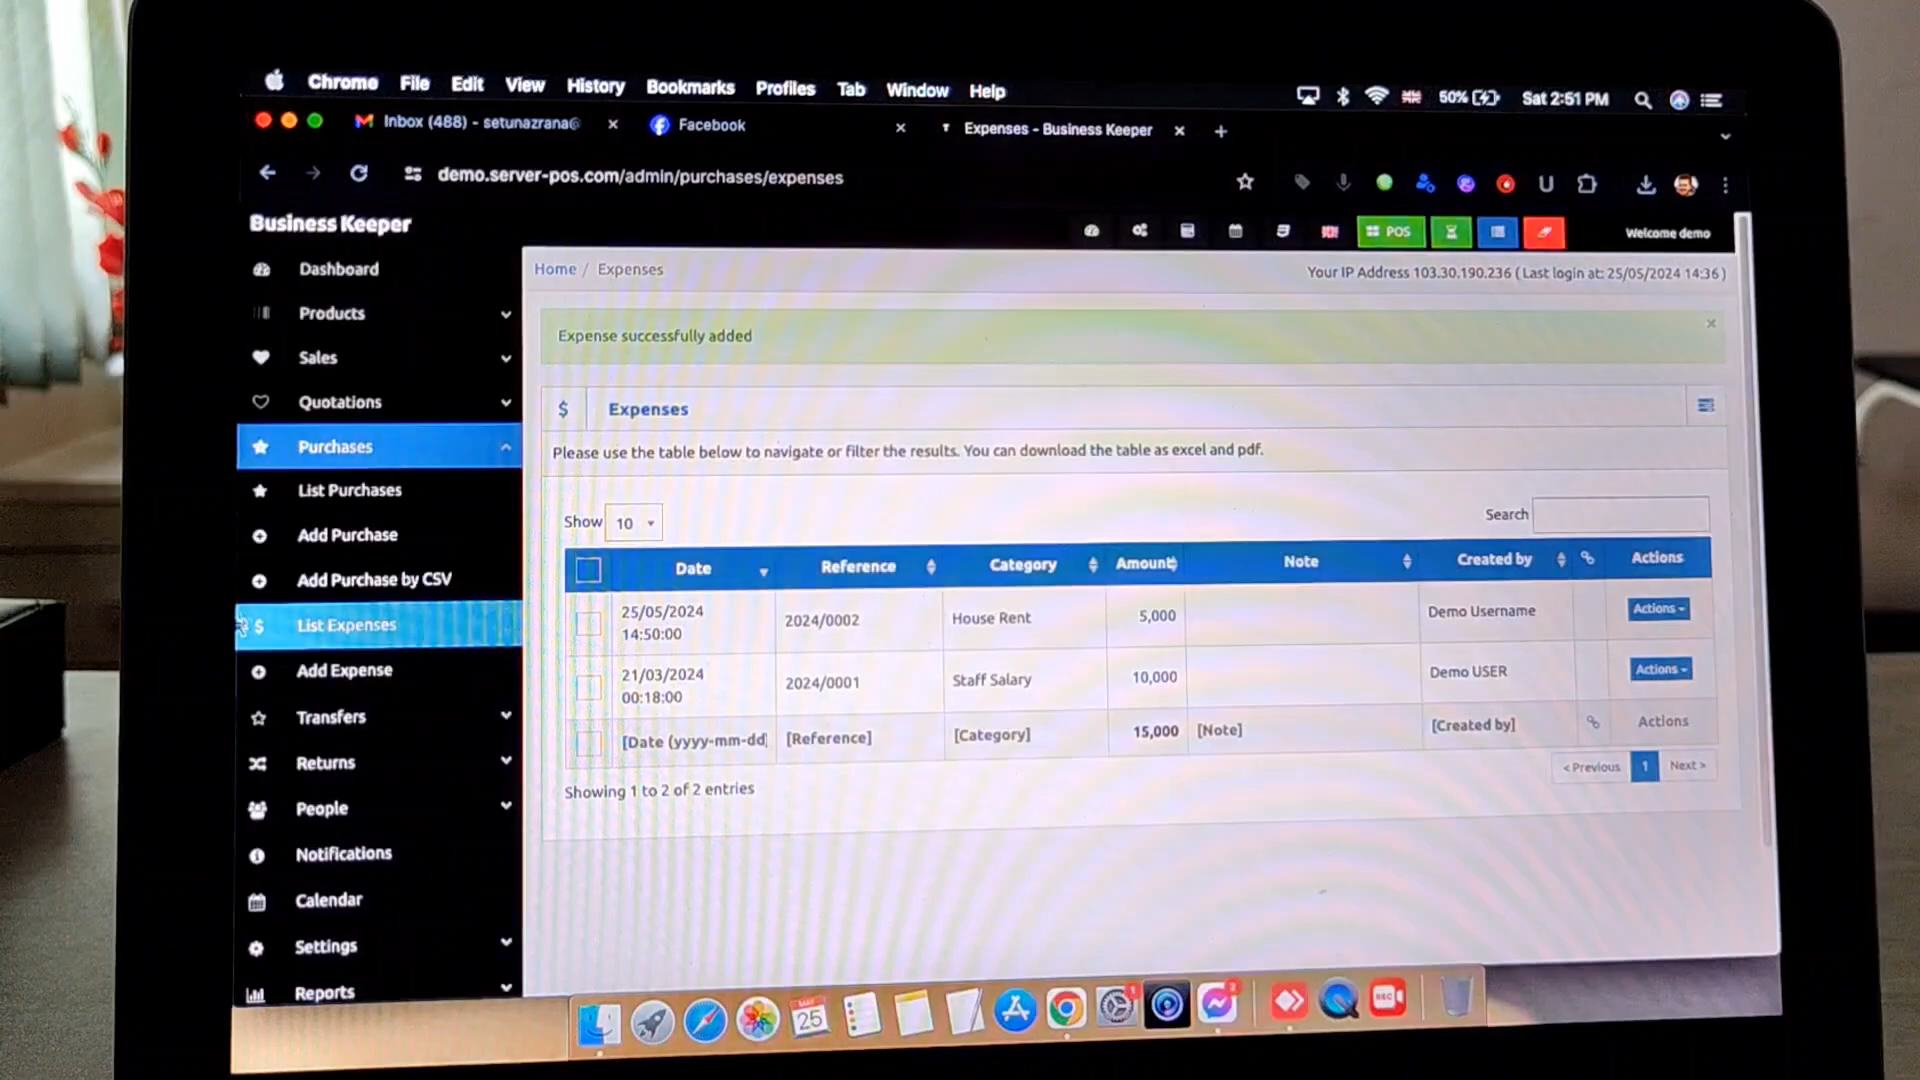 Chrome File Edit View History Bookmarks Profiles Tab Window Help 50% Sat 2:51 PM
Inbox (488) - setunazrana@ Facebook Expenses - Business Keeper
demo.server-pos.com/admin/purchases/expenses
Business Keeper POS Welcome demo
Home / Expenses Your IP Address 103.30.190.236 ( Last login at: 25/05/2024 14:36 )
Dashboard
Products
Sales
Quotations
Purchases
List Purchases
Add Purchase
Add Purchase by CSV
List Expenses
Add Expense
Transfers
Returns
People
Notifications
Calendar
Settings
Reports
Expense successfully added
$ Expenses
Please use the table below to navigate or filter the results. You can download the table as excel and pdf.
Show 10 Search
Date Reference Category Amount Note Created by Actions
25/05/2024 14:50:00 2024/0002 House Rent 5,000 Demo Username Actions
21/03/2024 00:18:00 2024/0001 Staff Salary 10,000 Demo USER Actions
[Date (yyyy-mm-dd) [Reference] [Category] 15,000 [Note] [Created by] Actions
Showing 1 to 2 of 2 entries
< Previous 1 Next >
MAY
25
1
2
REC